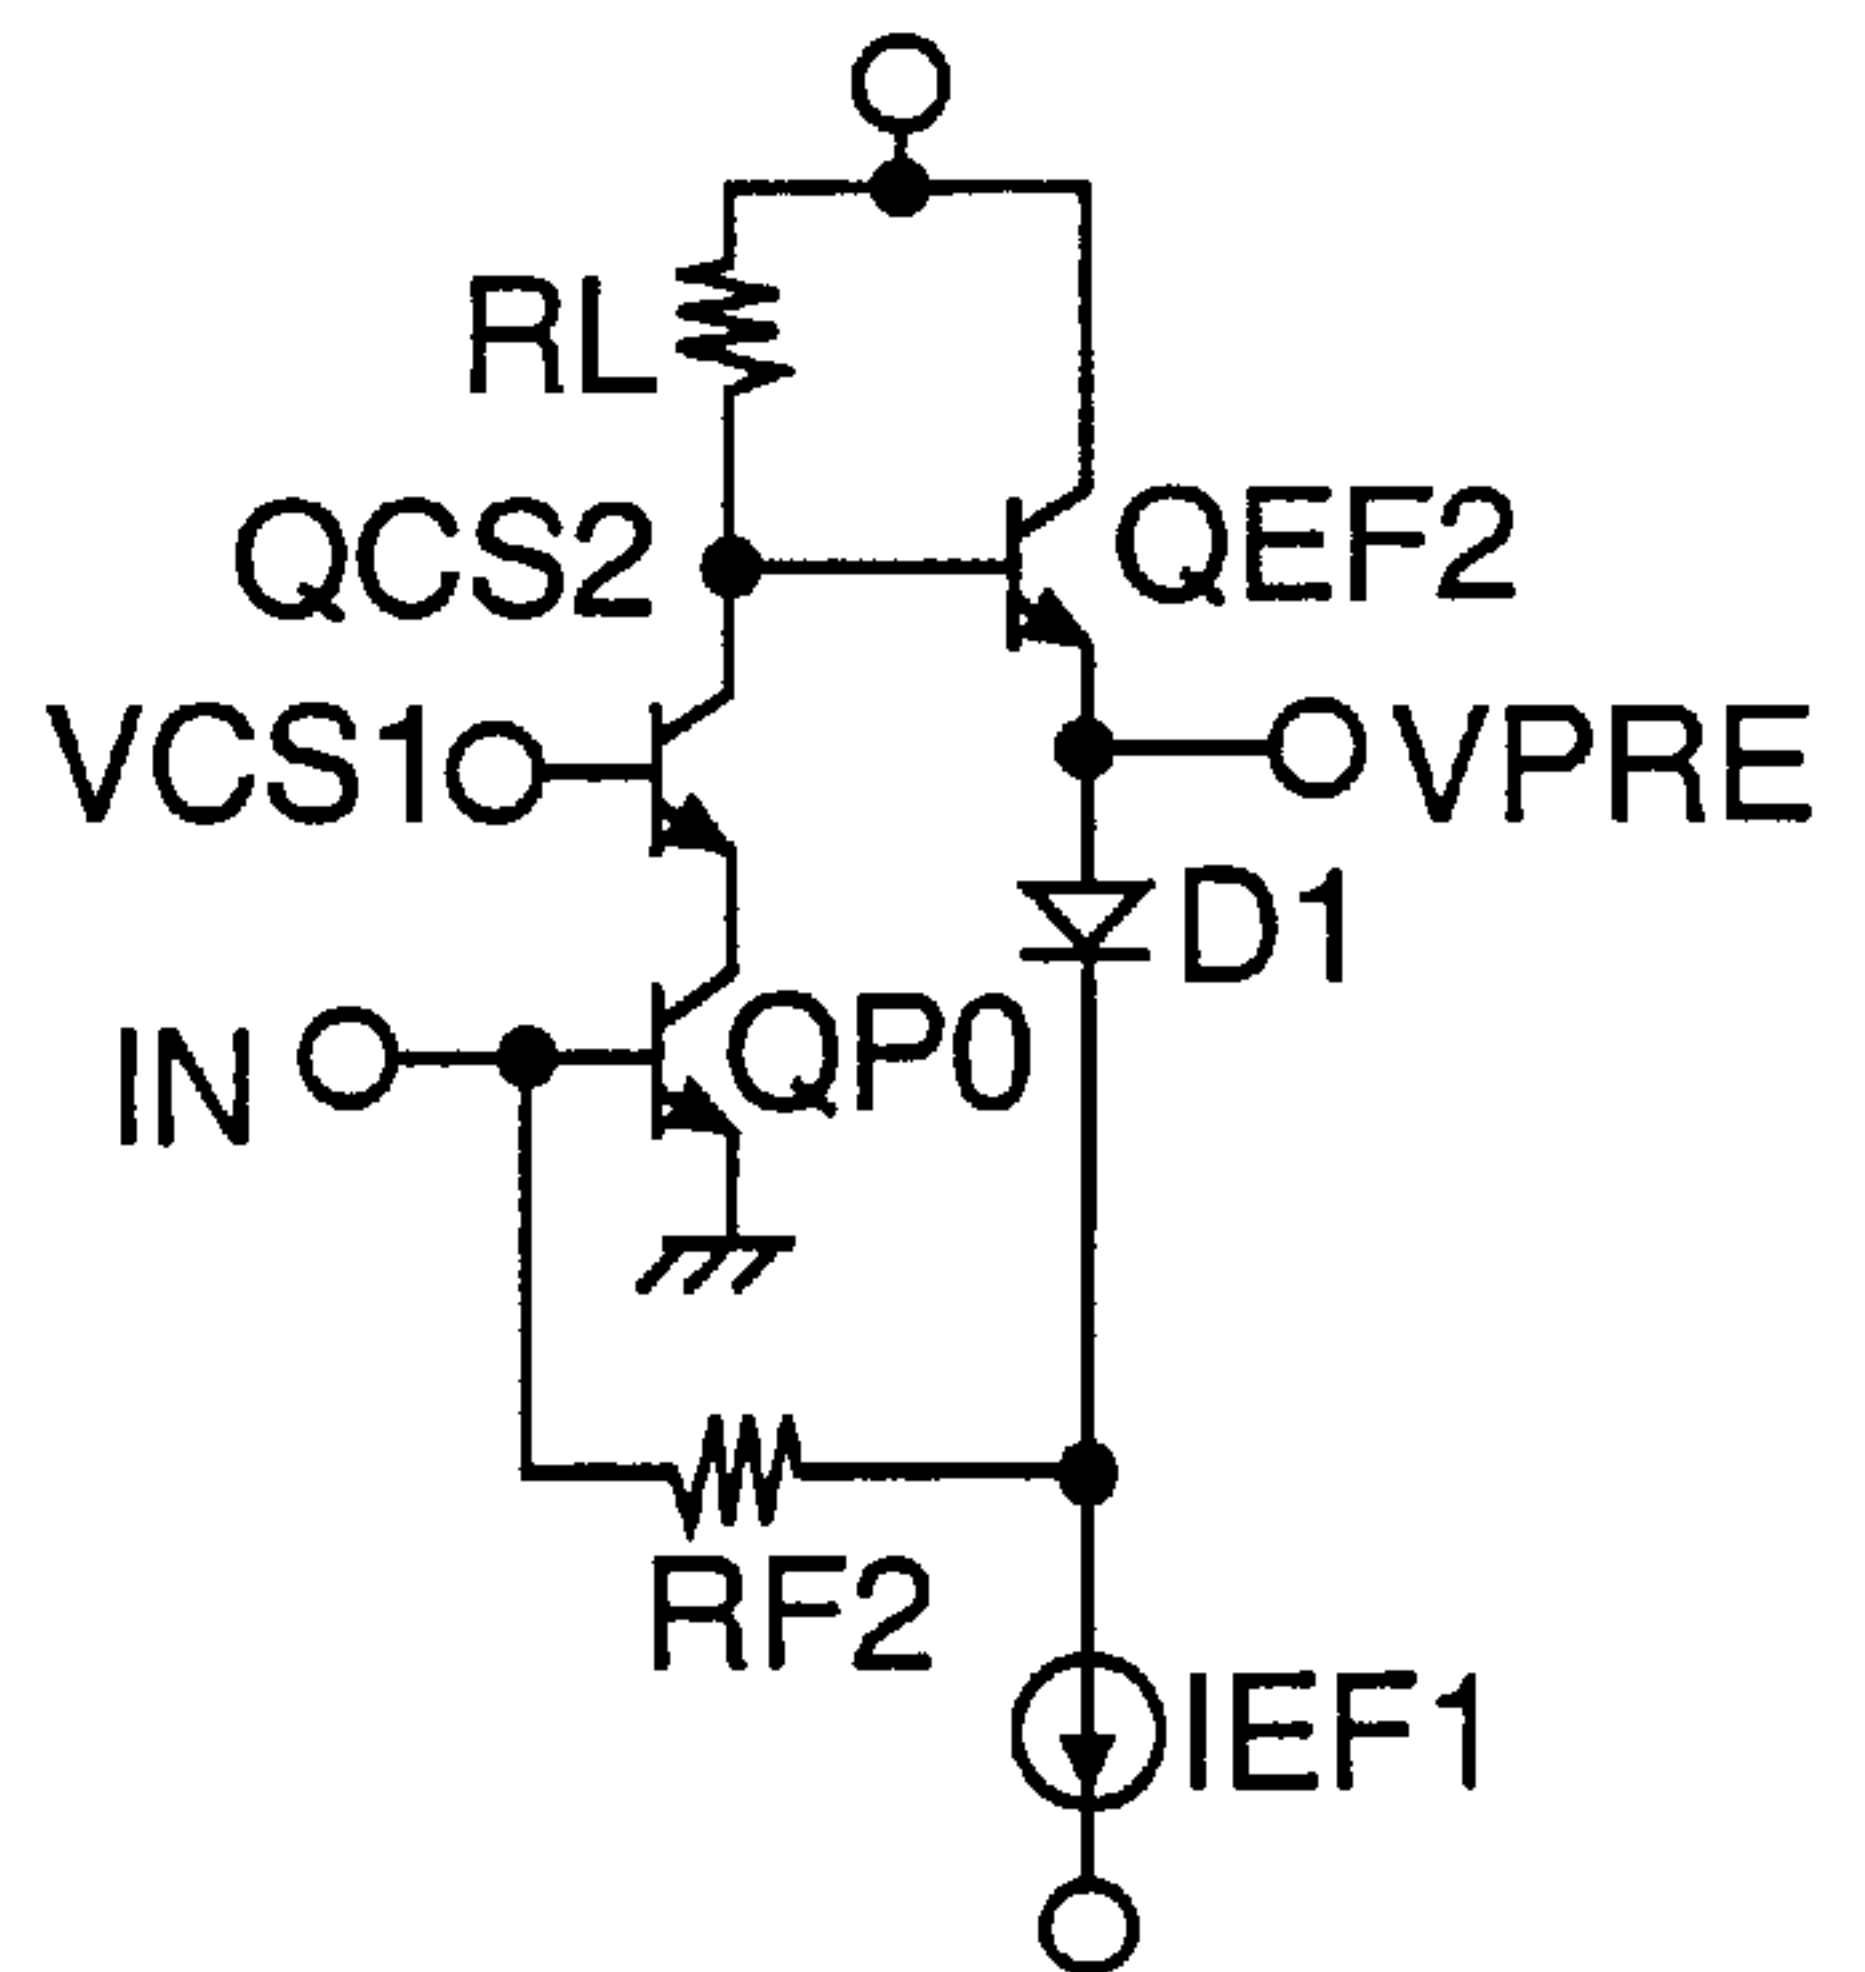 RL
QCS2
QEF2
VCS1
VPRE
D1
IN
QP0
RF2
IEF1